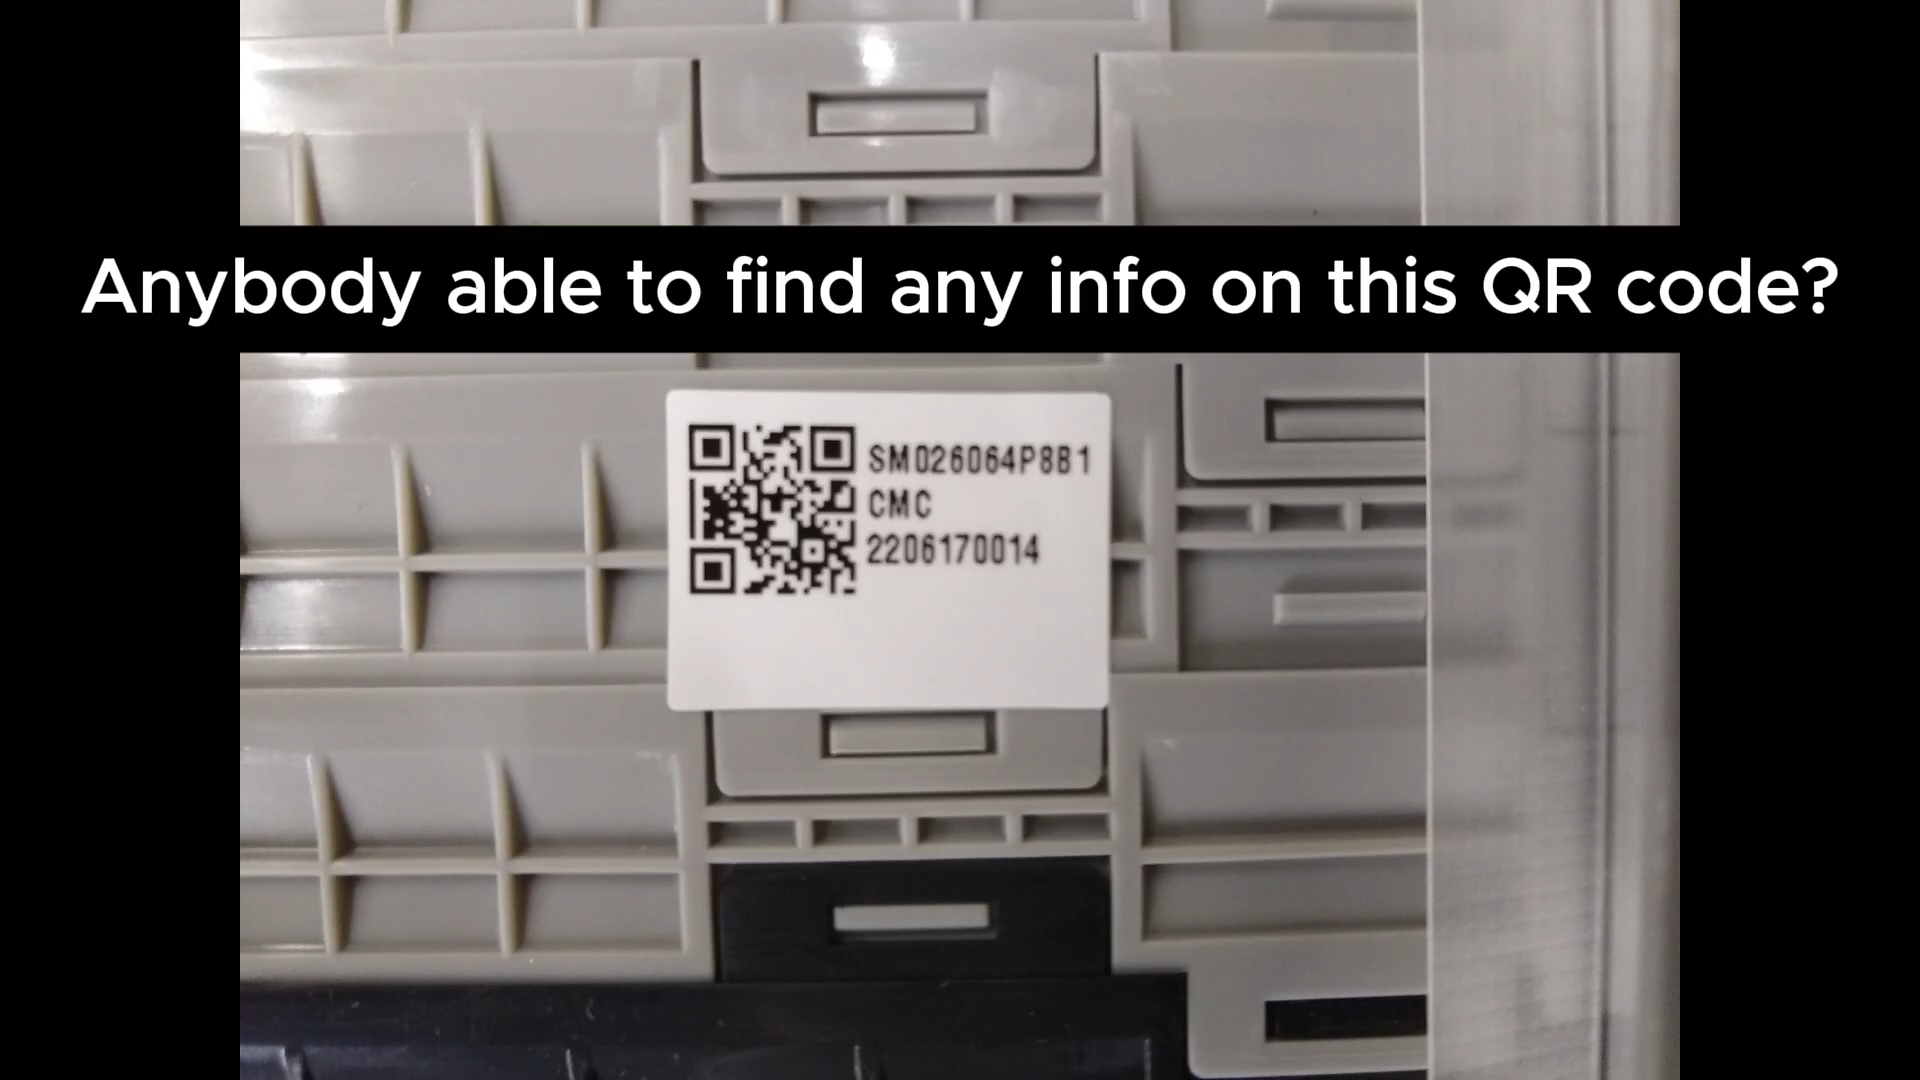 Anybody able to find any info on this QR code?
SM026064P8B1
CMC
2206170014